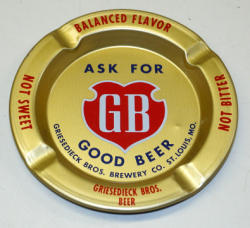 BALANCED FLAVOR
NOT SWEET
NOT BITTER
ASK FOR
GB
GOOD BEER
GRIESEDIECK BROS. BREWERY CO. ST. LOUIS, MO.
GRIESEDIECK BROS.
BEER